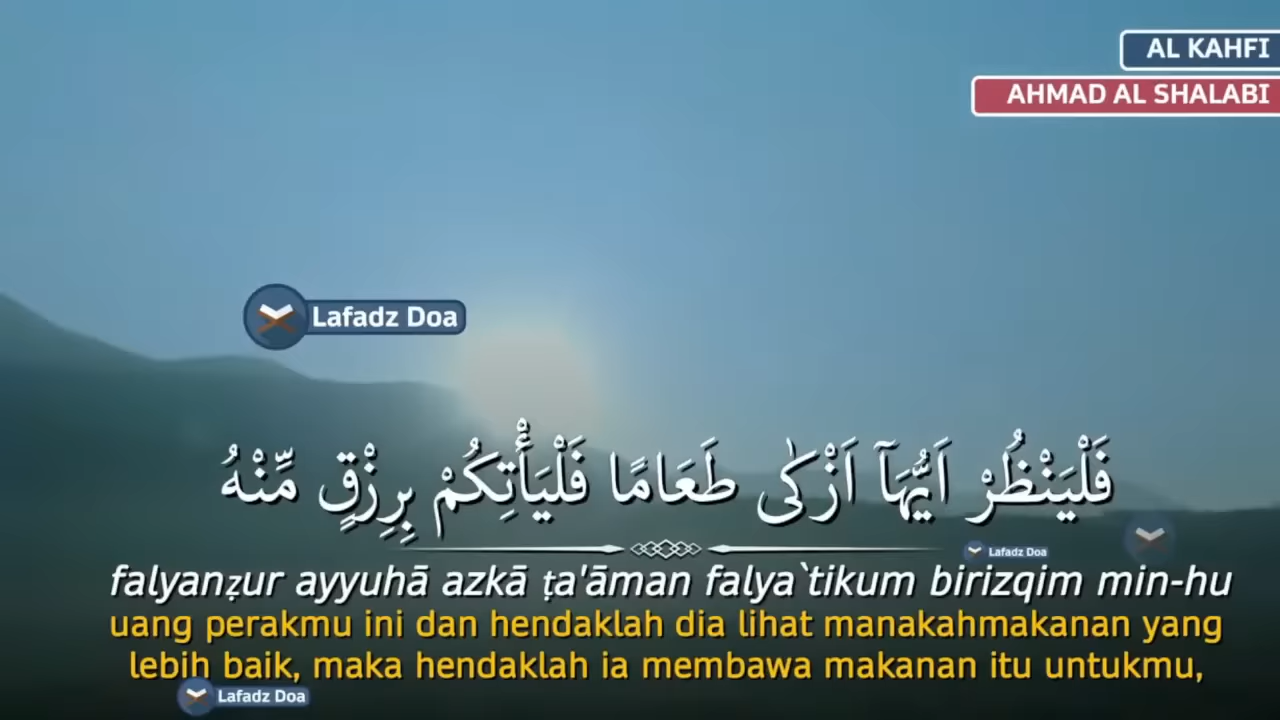 AL KAHFI
AHMAD AL SHALABI
Lafadz Doa
فَلْيَنْظُرْ اَيُّهَآ اَزْكٰى طَعَامًا فَلْيَأْتِكُمْ بِرِزْقٍ مِّنْهُ
Lafadz Doa
falyanẓur ayyuhā azkā ṭa'āman falya`tikum birizqim min-hu
uang perakmu ini dan hendaklah dia lihat manakahmakanan yang
lebih baik, maka hendaklah ia membawa makanan itu untukmu,
Lafadz Doa